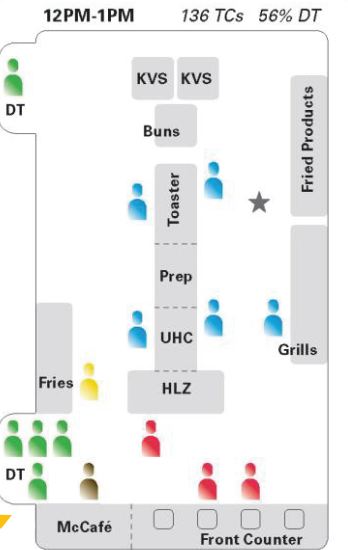 12PM-1PM 136 TCs 56% DT
KVS KVS
DT
Buns
Fried Products
Toaster
Prep
UHC
Grills
Fries
HLZ
DT
McCafé
Front Counter